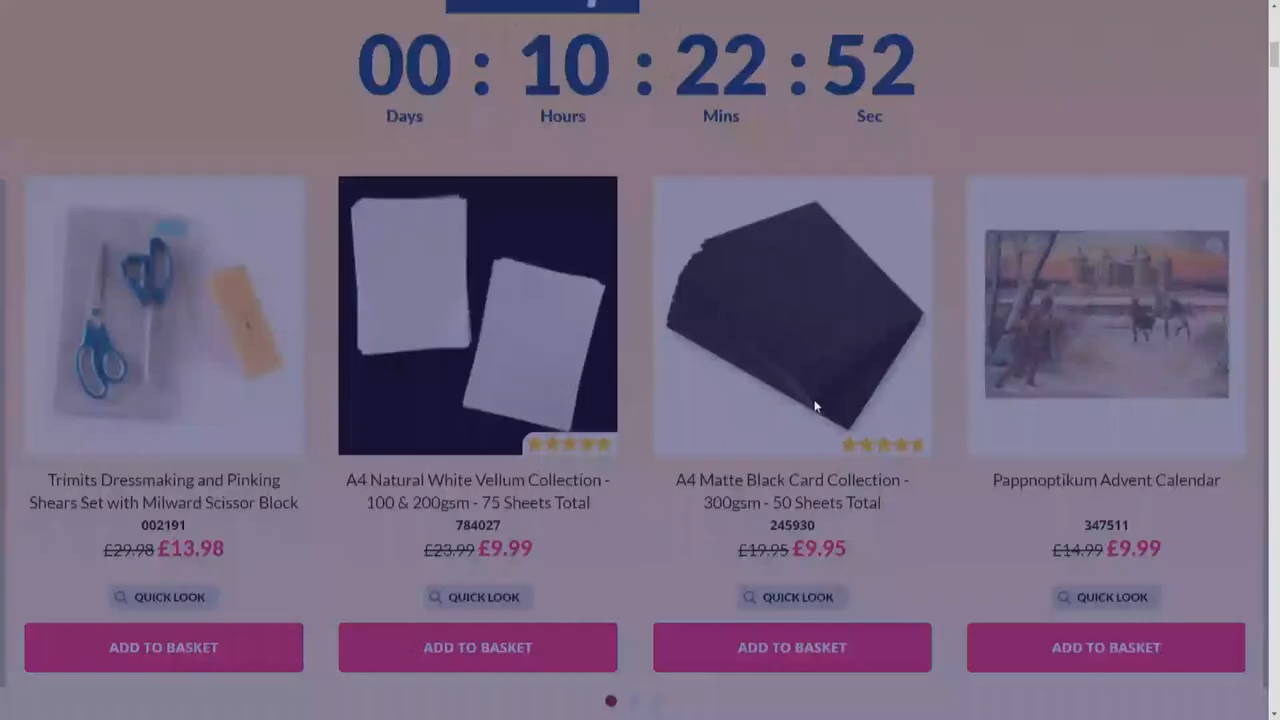 00 : 10 : 22 : 52
Days Hours Mins Sec
Trimits Dressmaking and Pinking
Shears Set with Milward Scissor Block
002191
£29.98 £13.98
QUICK LOOK
ADD TO BASKET
A4 Natural White Vellum Collection -
100 & 200gsm - 75 Sheets Total
784027
£23.99 £9.99
QUICK LOOK
ADD TO BASKET
A4 Matte Black Card Collection -
300gsm - 50 Sheets Total
245930
£19.95 £9.95
QUICK LOOK
ADD TO BASKET
Pappnoptikum Advent Calendar
347511
£14.99 £9.99
QUICK LOOK
ADD TO BASKET